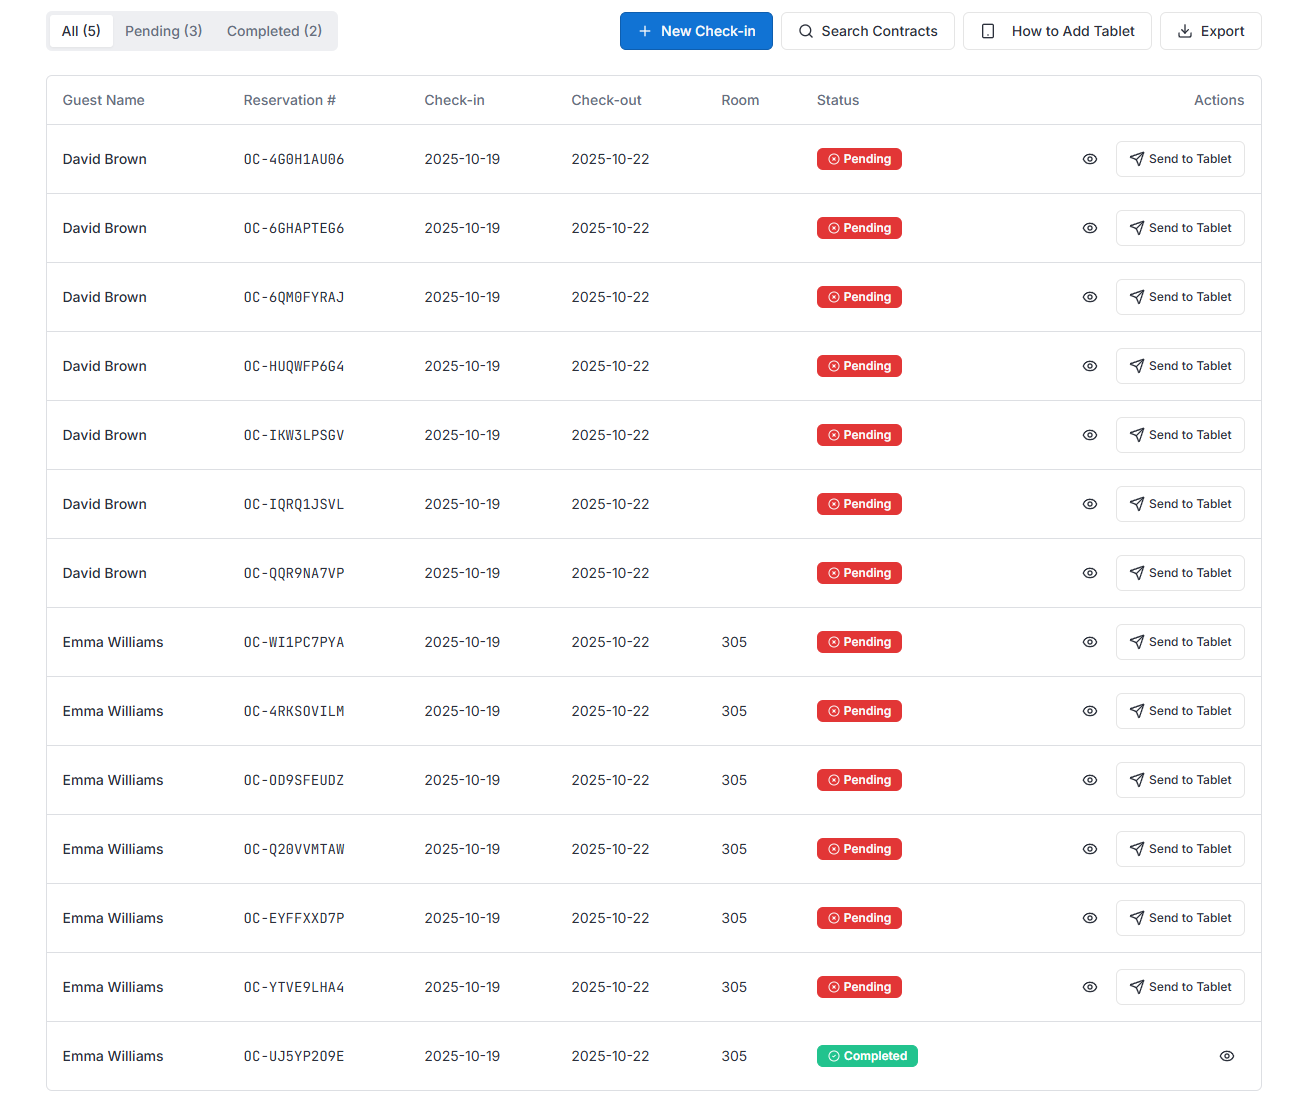 All (5) Pending (3) Completed (2) New Check-in Search Contracts How to Add Tablet Export
Guest Name Reservation # Check-in Check-out Room Status Actions
David Brown OC-4G0H1AU06 2025-10-19 2025-10-22 Pending Send to Tablet
David Brown OC-6GHAPTEG6 2025-10-19 2025-10-22 Pending Send to Tablet
David Brown OC-6QM0FYRAJ 2025-10-19 2025-10-22 Pending Send to Tablet
David Brown OC-HUQWFP6G4 2025-10-19 2025-10-22 Pending Send to Tablet
David Brown OC-IKW3LPSGV 2025-10-19 2025-10-22 Pending Send to Tablet
David Brown OC-IQRQ1JSVL 2025-10-19 2025-10-22 Pending Send to Tablet
David Brown OC-QQR9NA7VP 2025-10-19 2025-10-22 Pending Send to Tablet
Emma Williams OC-WI1PC7PYA 2025-10-19 2025-10-22 305 Pending Send to Tablet
Emma Williams OC-4RKSOVILM 2025-10-19 2025-10-22 305 Pending Send to Tablet
Emma Williams OC-OD9SFEUDZ 2025-10-19 2025-10-22 305 Pending Send to Tablet
Emma Williams OC-Q20VVMTAW 2025-10-19 2025-10-22 305 Pending Send to Tablet
Emma Williams OC-EYFFXXD7P 2025-10-19 2025-10-22 305 Pending Send to Tablet
Emma Williams OC-YTVE9LHA4 2025-10-19 2025-10-22 305 Pending Send to Tablet
Emma Williams OC-UJ5YP2O9E 2025-10-19 2025-10-22 305 Completed